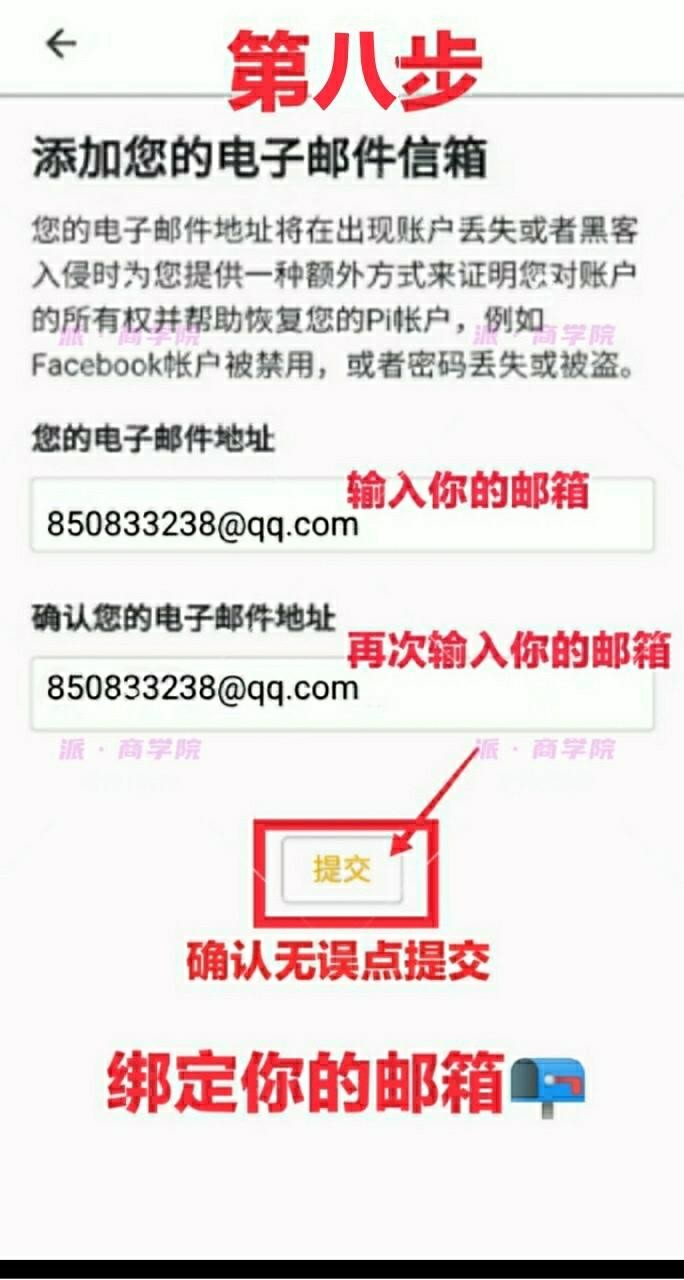 第八步
添加您的电子邮件信箱
您的电子邮件地址将在出现账户丢失或者黑客
入侵时为您提供一种额外方式来证明您对账户
的所有权并帮助恢复您的Pi帐户，例如
派·商学院 派·商学院
Facebook帐户被禁用，或者密码丢失或被盗。
您的电子邮件地址
输入你的邮箱
850833238@qq.com
确认您的电子邮件地址
再次输入你的邮箱
850833238@qq.com
派·商学院 派·商学院
提交
确认无误点提交
绑定你的邮箱